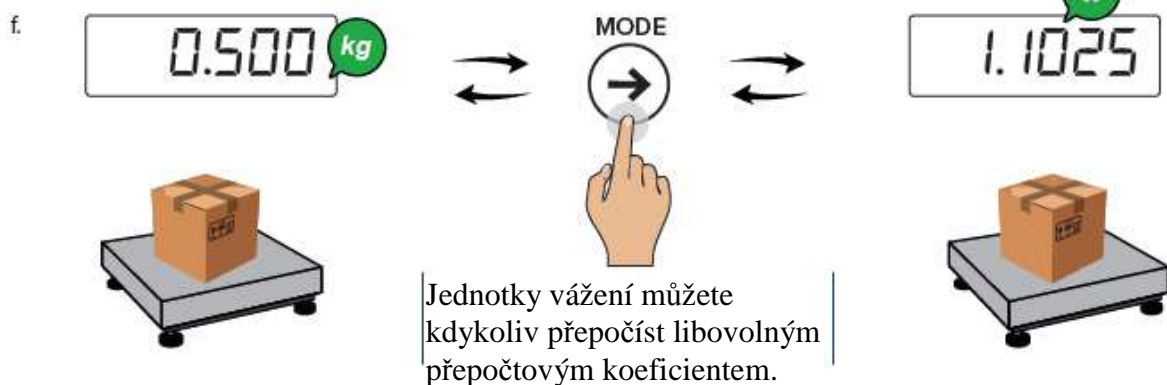 f.
0.500 kg
MODE
1.1025
Jednotky vážení můžete
kdykoliv přepočíst libovolným
přepočtovým koeficientem.